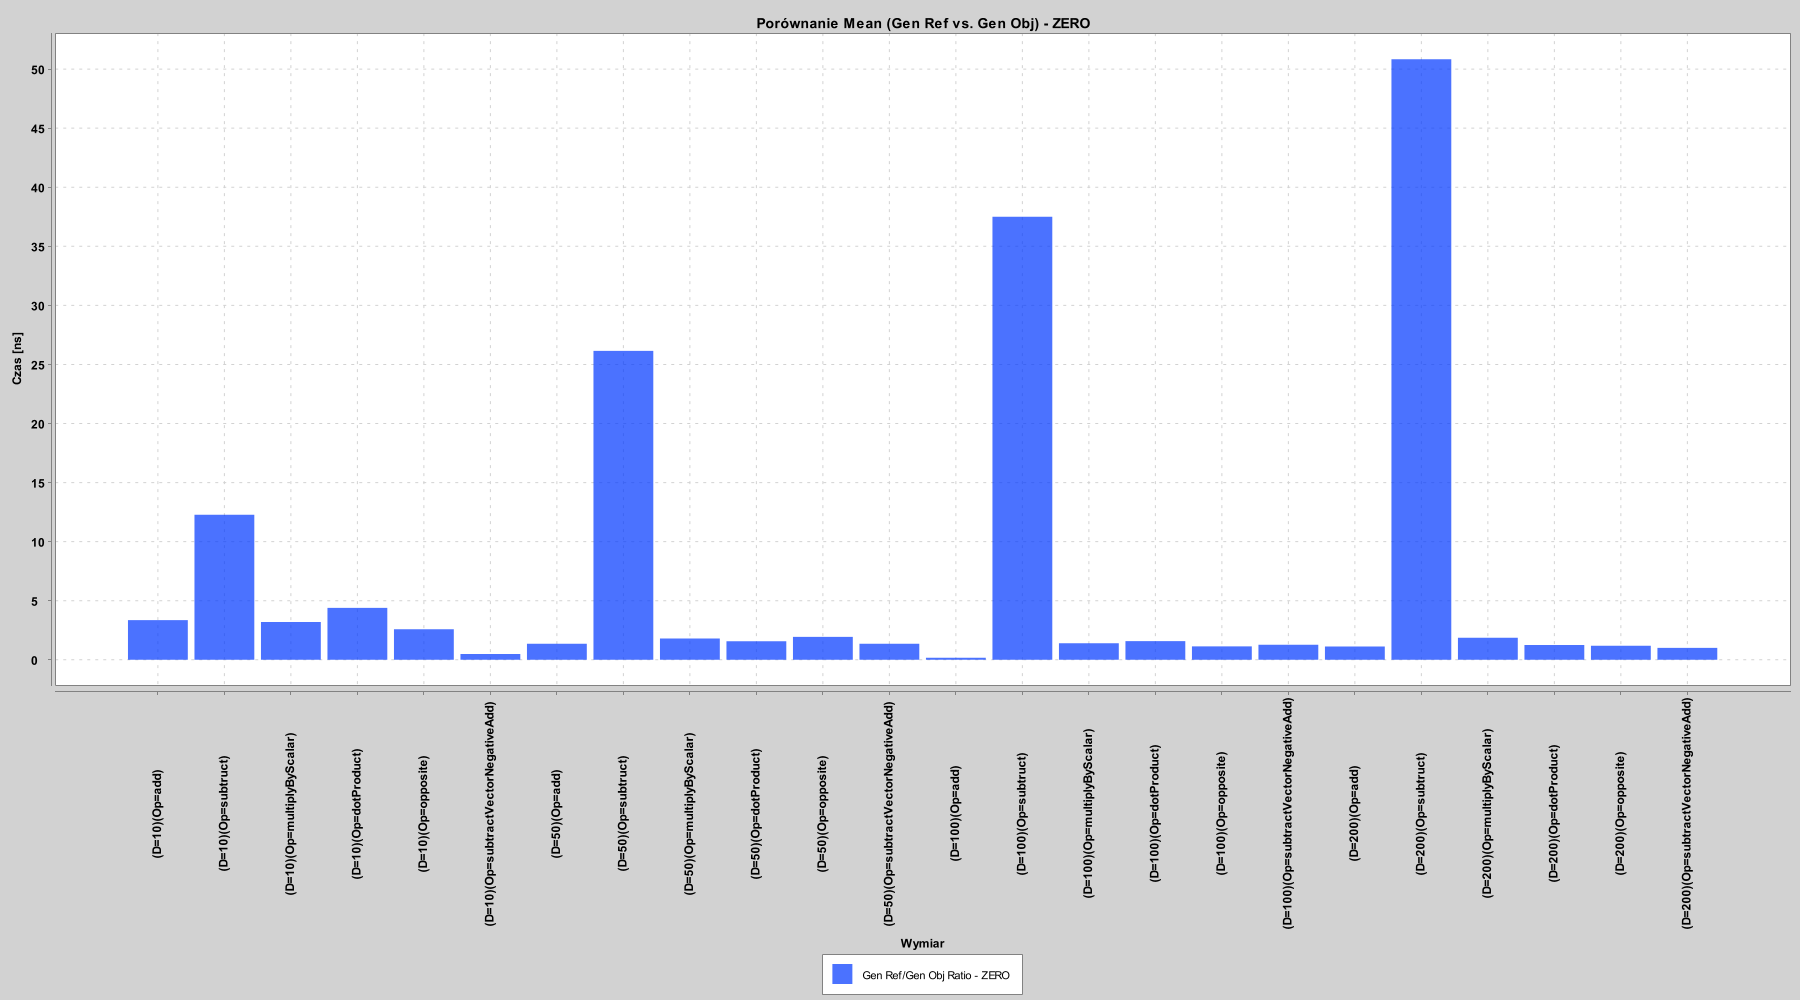 Porównanie Mean (Gen Ref vs. Gen Obj) - ZERO
Czas [ns]
50
45
40
35
30
25
20
15
10
5
0
(D=10)(Op=add)
(D=10)(Op=subtruct)
(D=10)(Op=multiplyByScalar)
(D=10)(Op=dotProduct)
(D=10)(Op=opposite)
(D=10)(Op=subtractVectorNegativeAdd)
(D=50)(Op=add)
(D=50)(Op=subtruct)
(D=50)(Op=multiplyByScalar)
(D=50)(Op=dotProduct)
(D=50)(Op=opposite)
(D=50)(Op=subtractVectorNegativeAdd)
(D=100)(Op=add)
(D=100)(Op=subtruct)
(D=100)(Op=multiplyByScalar)
(D=100)(Op=dotProduct)
(D=100)(Op=opposite)
(D=100)(Op=subtractVectorNegativeAdd)
(D=200)(Op=add)
(D=200)(Op=subtruct)
(D=200)(Op=multiplyByScalar)
(D=200)(Op=dotProduct)
(D=200)(Op=opposite)
(D=200)(Op=subtractVectorNegativeAdd)
Wymiar
Gen Ref/Gen Obj Ratio - ZERO